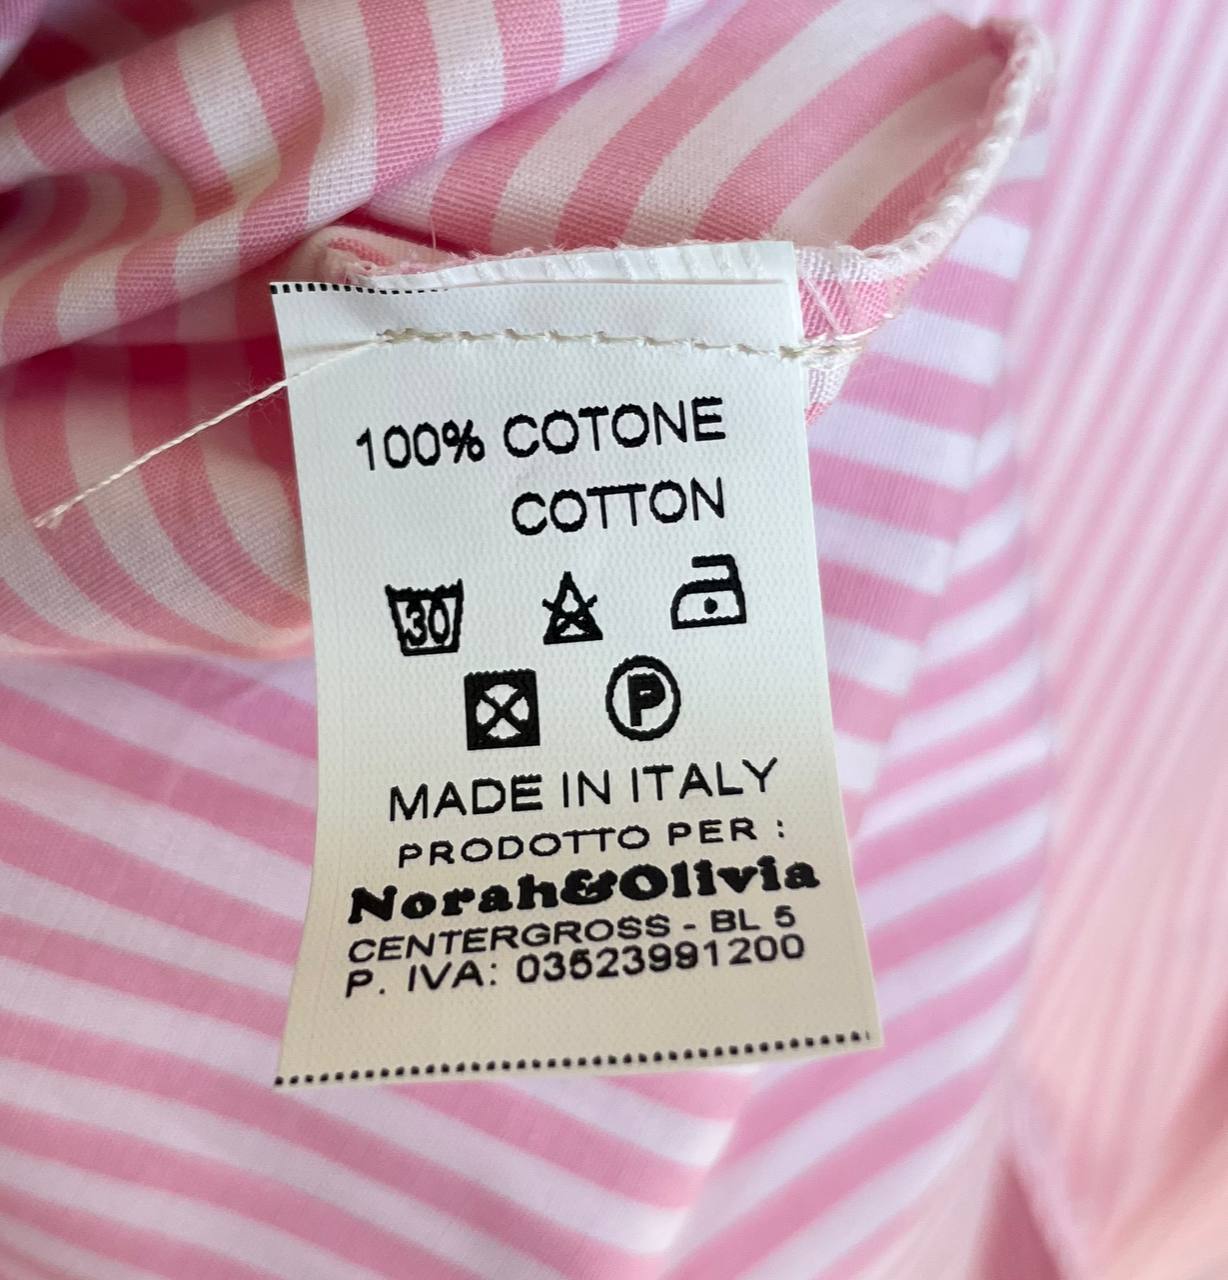 100% COTONE
COTTON
30
P
MADE IN ITALY
PRODOTTO PER :
Norah&Olivia
CENTERGROSS - BL 5
P. IVA: 03523991200